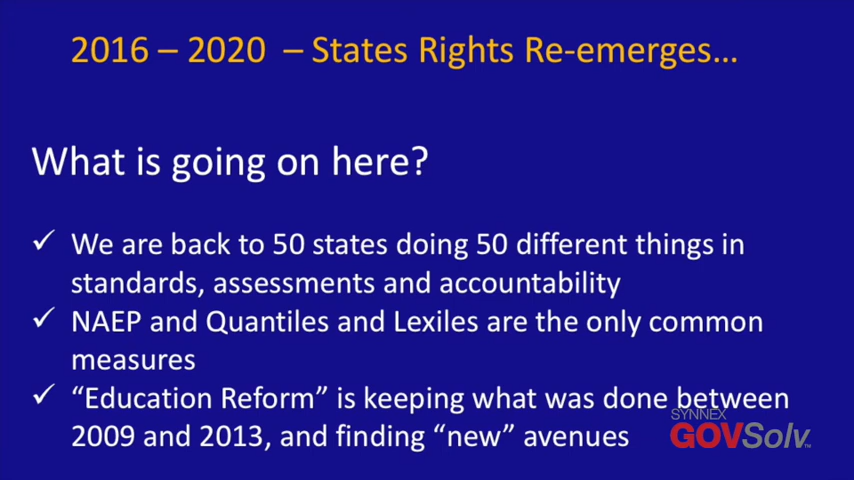 2016 – 2020 – States Rights Re-emerges…
What is going on here?
✓ We are back to 50 states doing 50 different things in
standards, assessments and accountability
✓ NAEP and Quantiles and Lexiles are the only common
measures
✓ “Education Reform” is keeping what was done between
2009 and 2013, and finding “new” avenues
SYNNEX
GOVSolv™